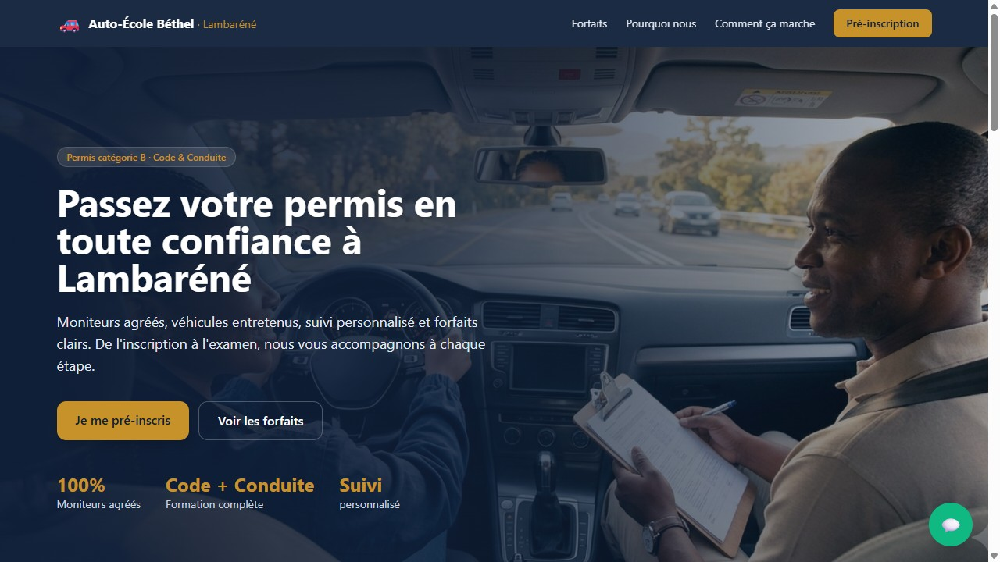 Auto-École Béthel · Lambaréné
Forfaits
Pourquoi nous
Comment ça marche
Pré-inscription
Permis catégorie B · Code & Conduite
Passez votre permis en
toute confiance à
Lambaréné
Moniteurs agréés, véhicules entretenus, suivi personnalisé et forfaits
clairs. De l'inscription à l'examen, nous vous accompagnons à chaque
étape.
Je me pré-inscris
Voir les forfaits
100%
Moniteurs agréés
Code + Conduite
Formation complète
Suivi
personnalisé